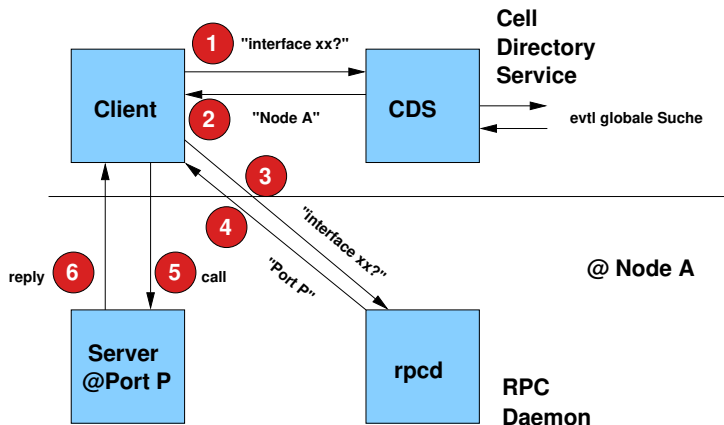 1
"interface xx?"
Cell
Directory
Service
Client
2
"Node A"
CDS
evtl globale Suche
3
4
"interface xx?"
"Port P"
reply
6
5
call
@ Node A
Server
@Port P
rpcd
RPC
Daemon